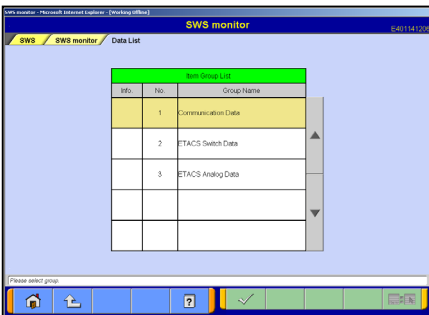 SWS monitor - Microsoft Internet Explorer - [Working Offline]
SWS monitor
E401141206
SWS
SWS monitor
Data List
Item Group List
Info. No. Group Name
1 Communication Data
2 ETACS Switch Data
3 ETACS Analog Data
Please select group.
?